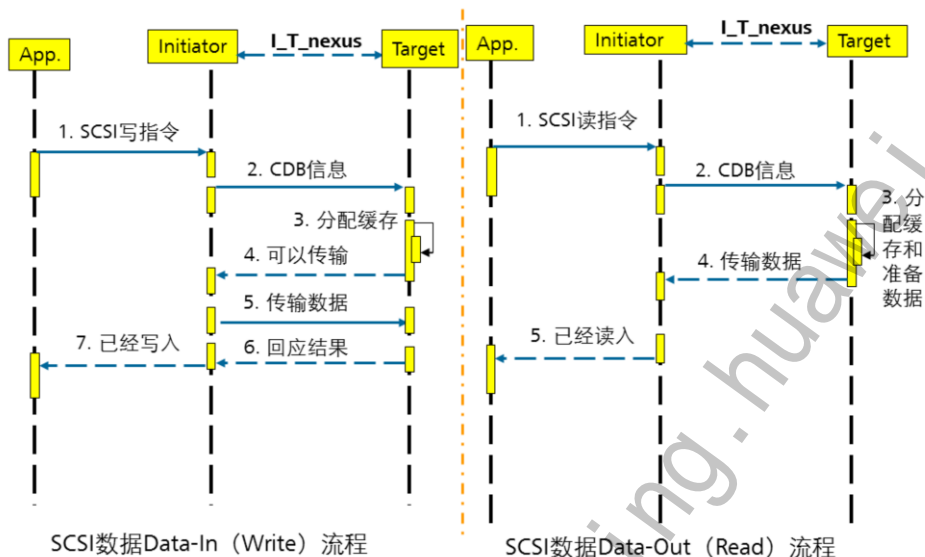 App.
Initiator
I_T_nexus
Target
1. SCSI写指令
2. CDB信息
3. 分配缓存
4. 可以传输
5. 传输数据
6. 回应结果
7. 已经写入
SCSI数据Data-In（Write）流程
App.
Initiator
I_T_nexus
Target
1. SCSI读指令
2. CDB信息
3. 分
配缓
存和
准备
数据
4. 传输数据
5. 已经读入
SCSI数据Data-Out（Read）流程
ing.huawei